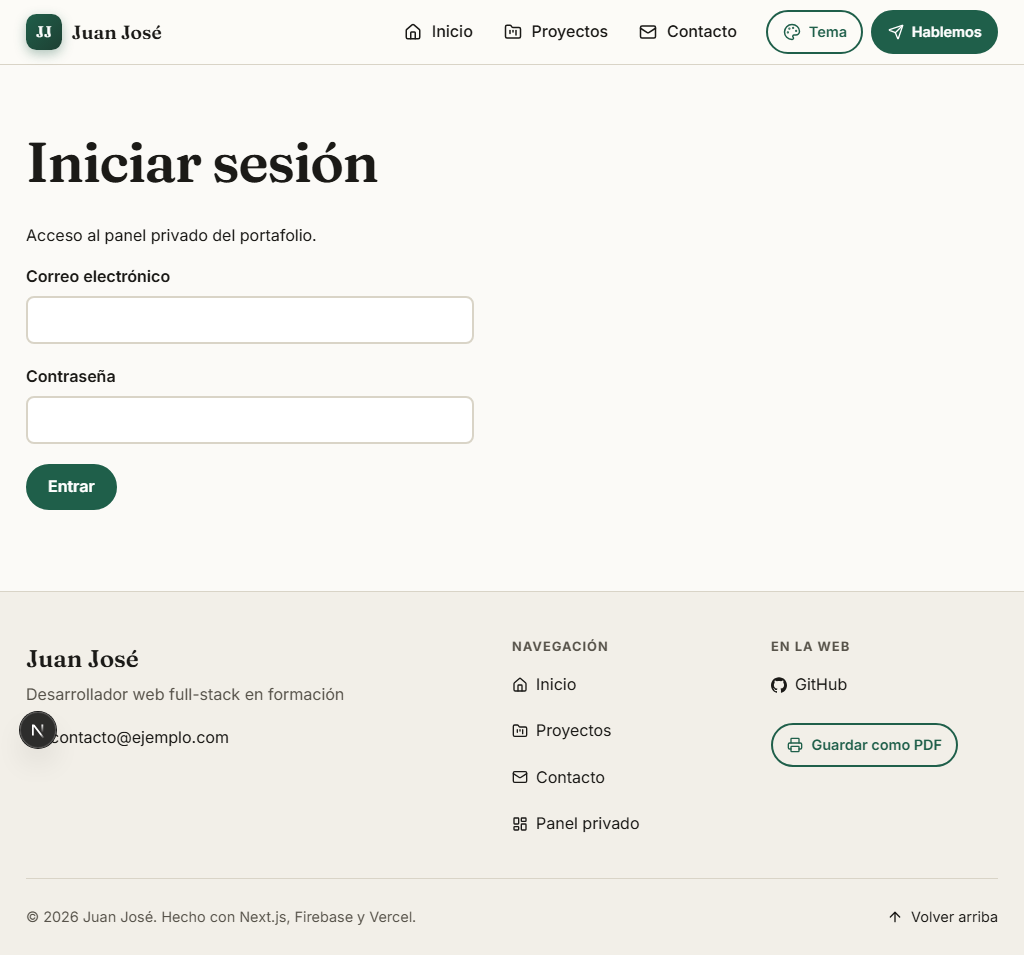 JJ Juan José Inicio Proyectos Contacto Tema Hablemos
Iniciar sesión
Acceso al panel privado del portafolio.
Correo electrónico
Contraseña
Entrar
Juan José
Desarrollador web full-stack en formación
N contacto@ejemplo.com
NAVEGACIÓN
Inicio
Proyectos
Contacto
Panel privado
EN LA WEB
GitHub
Guardar como PDF
© 2026 Juan José. Hecho con Next.js, Firebase y Vercel.
Volver arriba